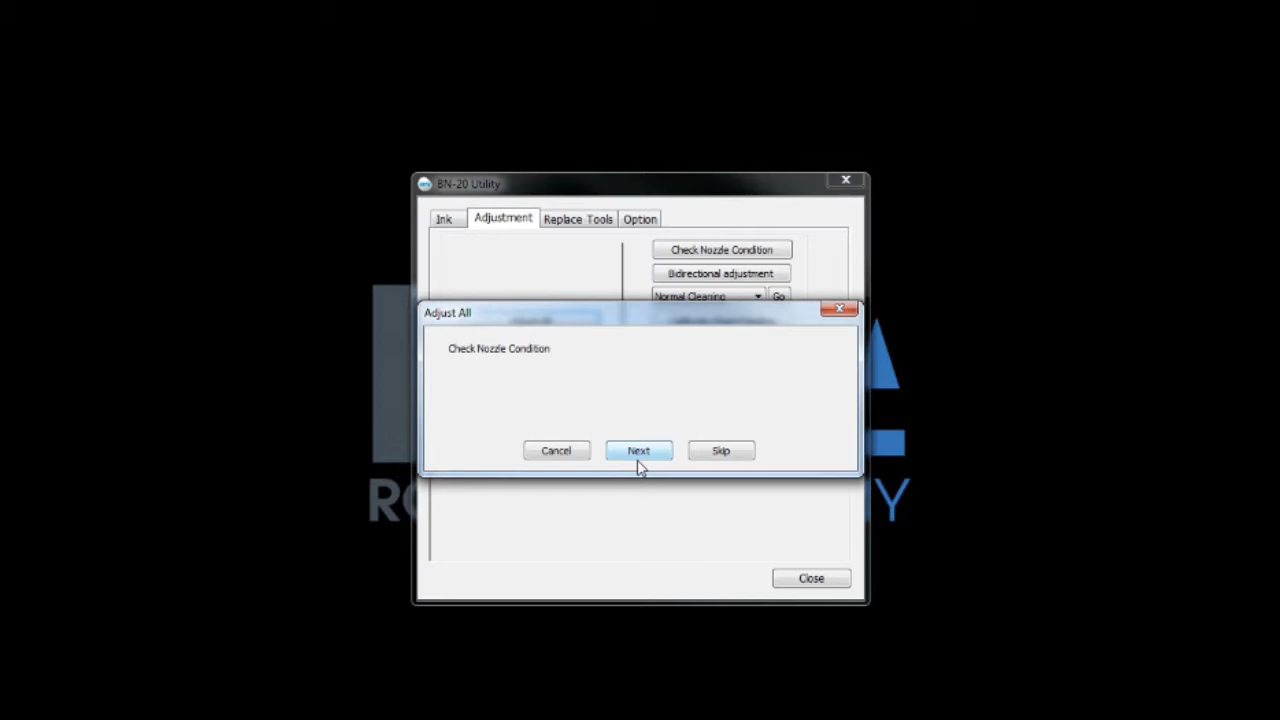 BN-20 Utility
Ink Adjustment Replace Tools Option
Check Nozzle Condition
Bidirectional adjustment
Normal Cleaning Go
Adjust All
Check Nozzle Condition
Cancel Next Skip
Close